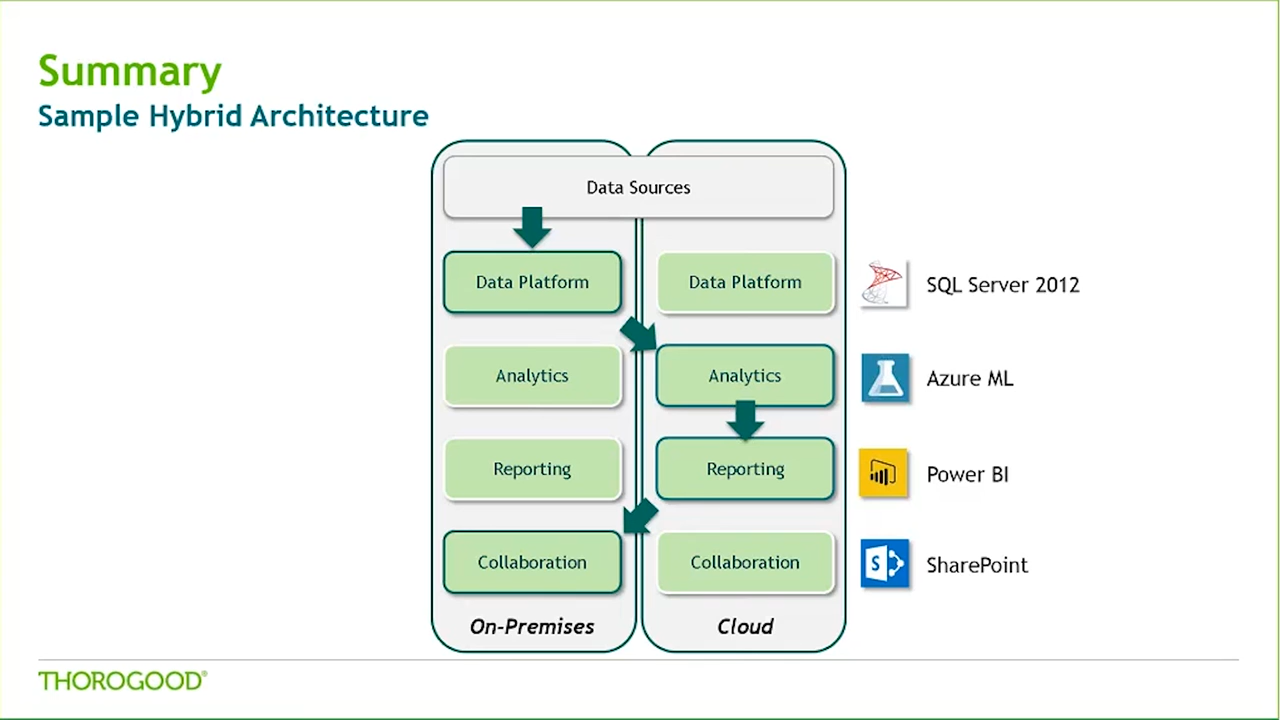 Summary
Sample Hybrid Architecture
Data Sources
Data Platform
Data Platform
SQL Server 2012
Analytics
Analytics
Azure ML
Reporting
Reporting
Power BI
Collaboration
Collaboration
S
SharePoint
On-Premises
Cloud
THOROGOOD®